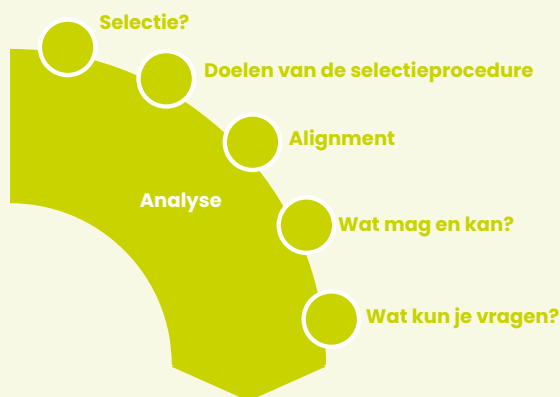 Selectie?
Doelen van de selectieprocedure
Alignment
Analyse
Wat mag en kan?
Wat kun je vragen?